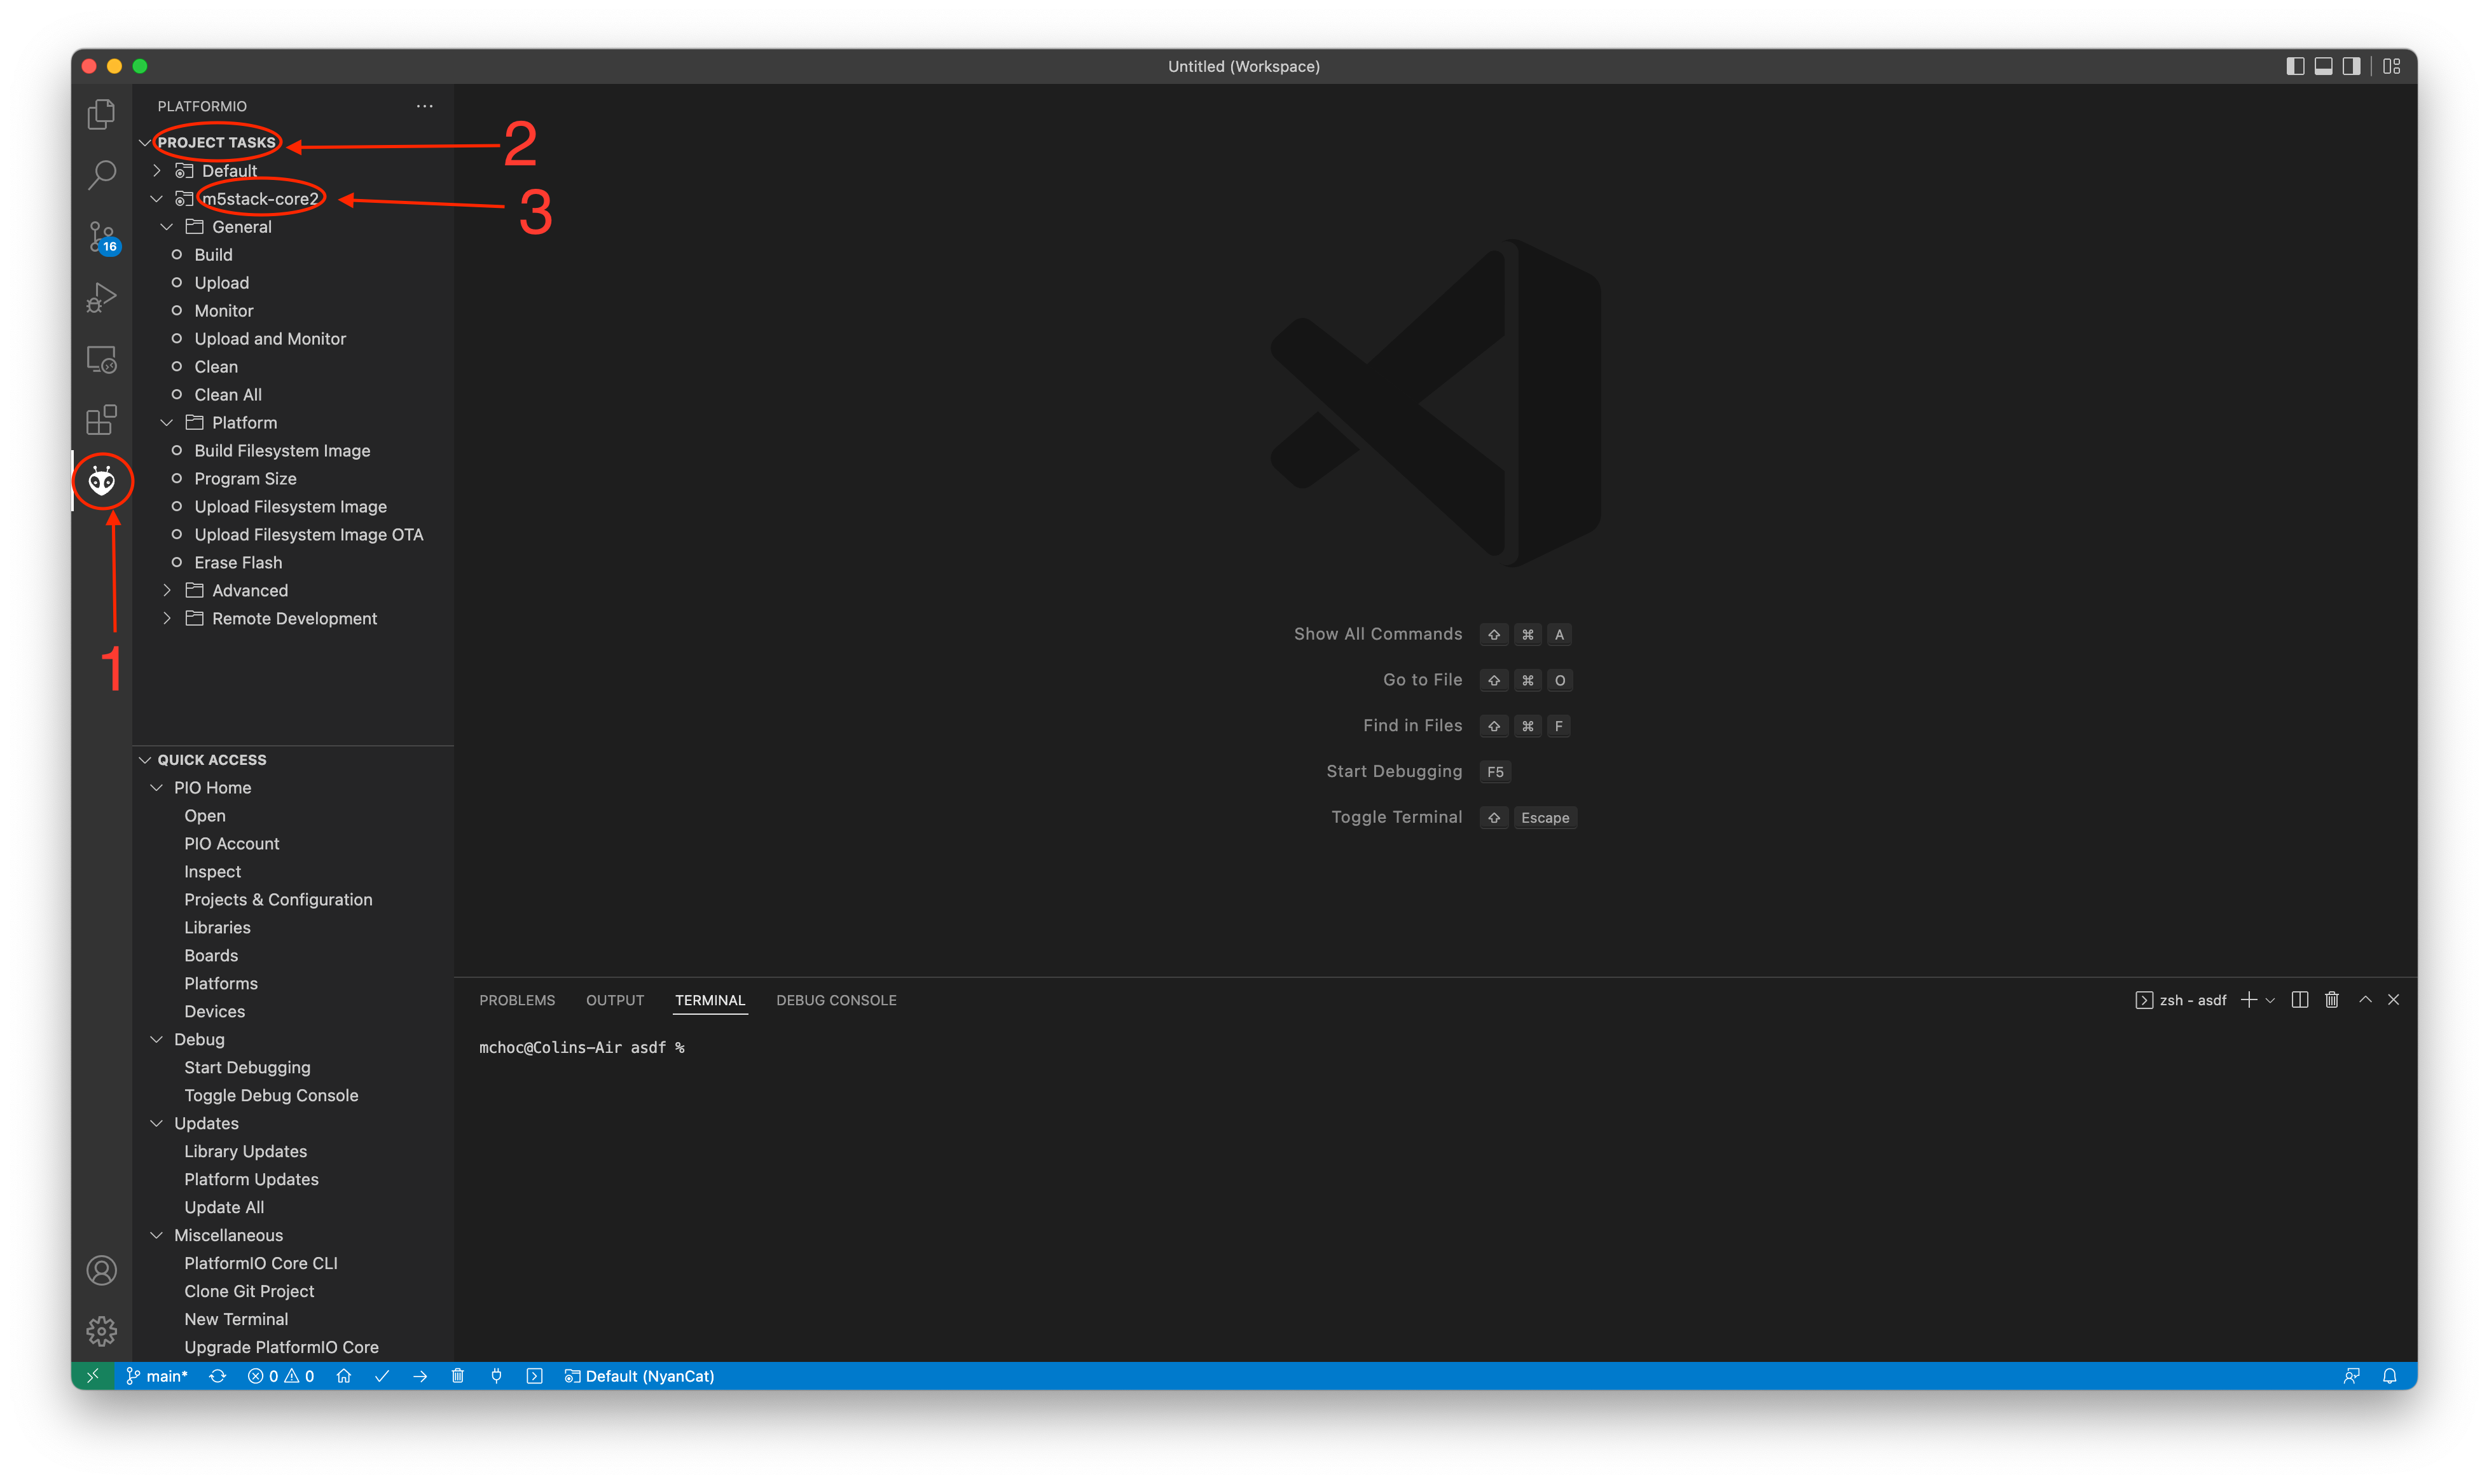 Untitled (Workspace)
PLATFORMIO
PROJECT TASKS
2
Default
m5stack-core2
3
General
Build
Upload
Monitor
Upload and Monitor
Clean
Clean All
Platform
Build Filesystem Image
Program Size
Upload Filesystem Image
Upload Filesystem Image OTA
Erase Flash
Advanced
Remote Development
16
1
QUICK ACCESS
PIO Home
Open
PIO Account
Inspect
Projects & Configuration
Libraries
Boards
Platforms
Devices
Debug
Start Debugging
Toggle Debug Console
Updates
Library Updates
Platform Updates
Update All
Miscellaneous
PlatformIO Core CLI
Clone Git Project
New Terminal
Upgrade PlatformIO Core
Show All Commands ⇧ ⌘ A
Go to File ⇧ ⌘ O
Find in Files ⇧ ⌘ F
Start Debugging F5
Toggle Terminal ⇧ Escape
PROBLEMS OUTPUT TERMINAL DEBUG CONSOLE
zsh - asdf
mchoc@Colins-Air asdf %
main* 0 0 Default (NyanCat)